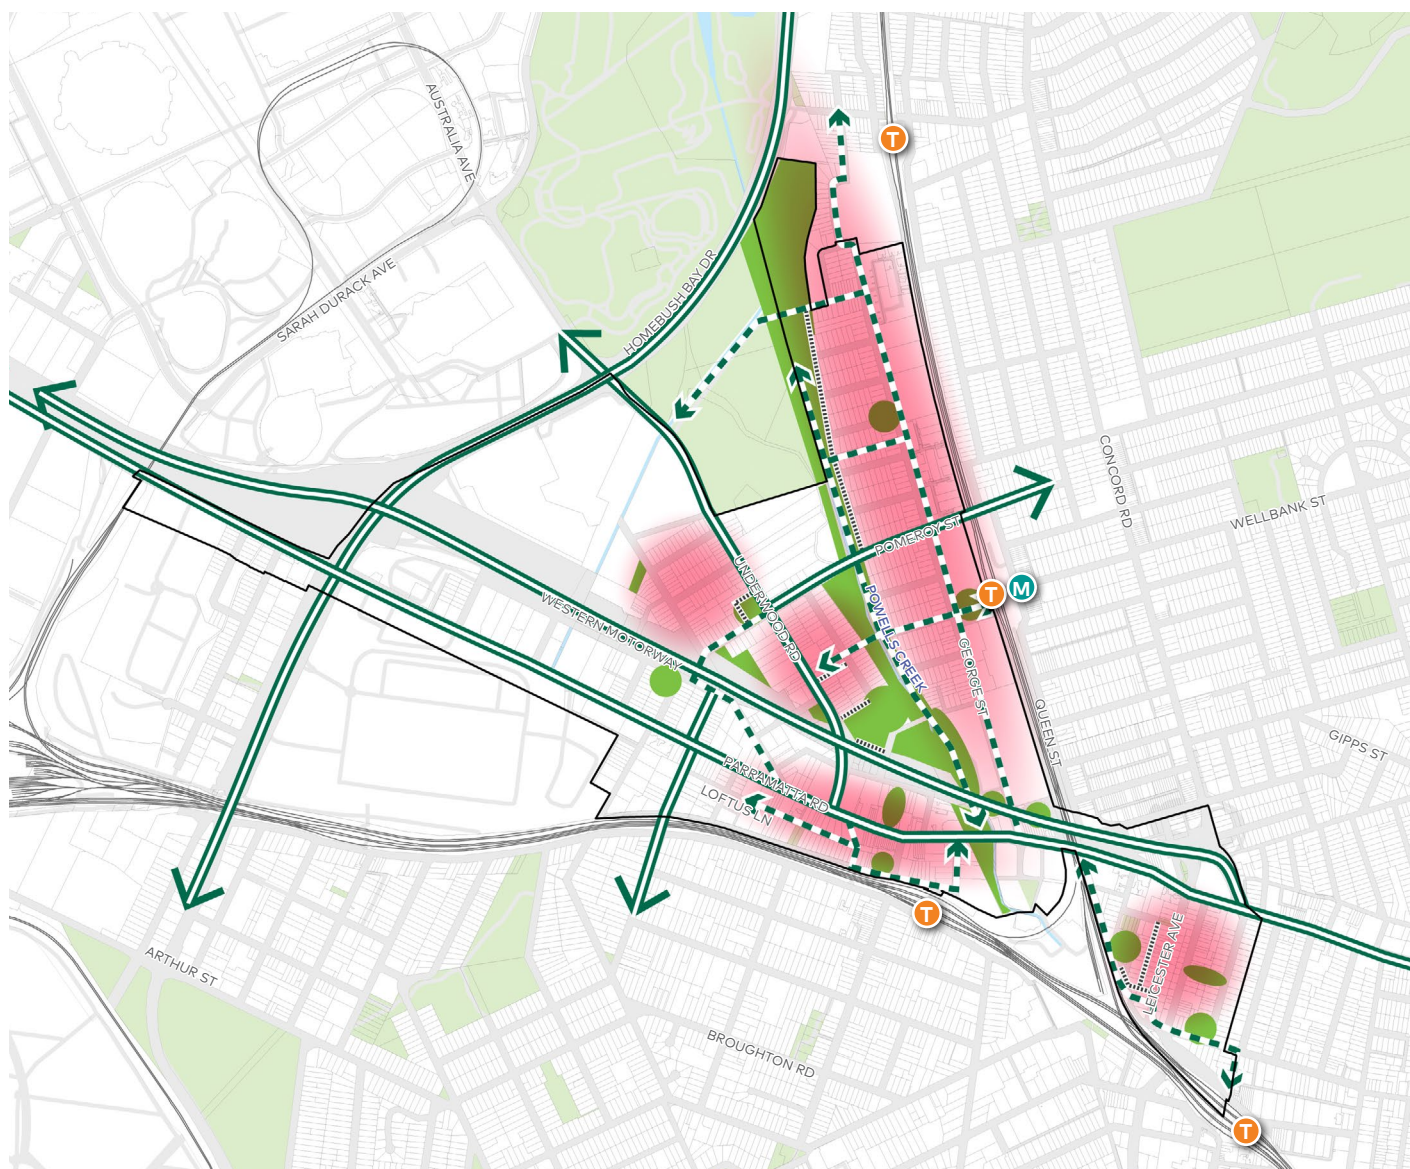 AUSTRALIA AVE
T
SARAH DURACK AVE
HOMEBUSH BAY DR
CONCORD RD
WELLBANK ST
POMEROY ST
UNDERWOOD RD
WESTERN MOTORWAY
POWELLS CREEK
T
M
GEORGE ST
QUEEN ST
GIPPS ST
PARRAMATTA RD
LOFTUS LN
T
LEICESTER AVE
ARTHUR ST
BROUGHTON RD
T